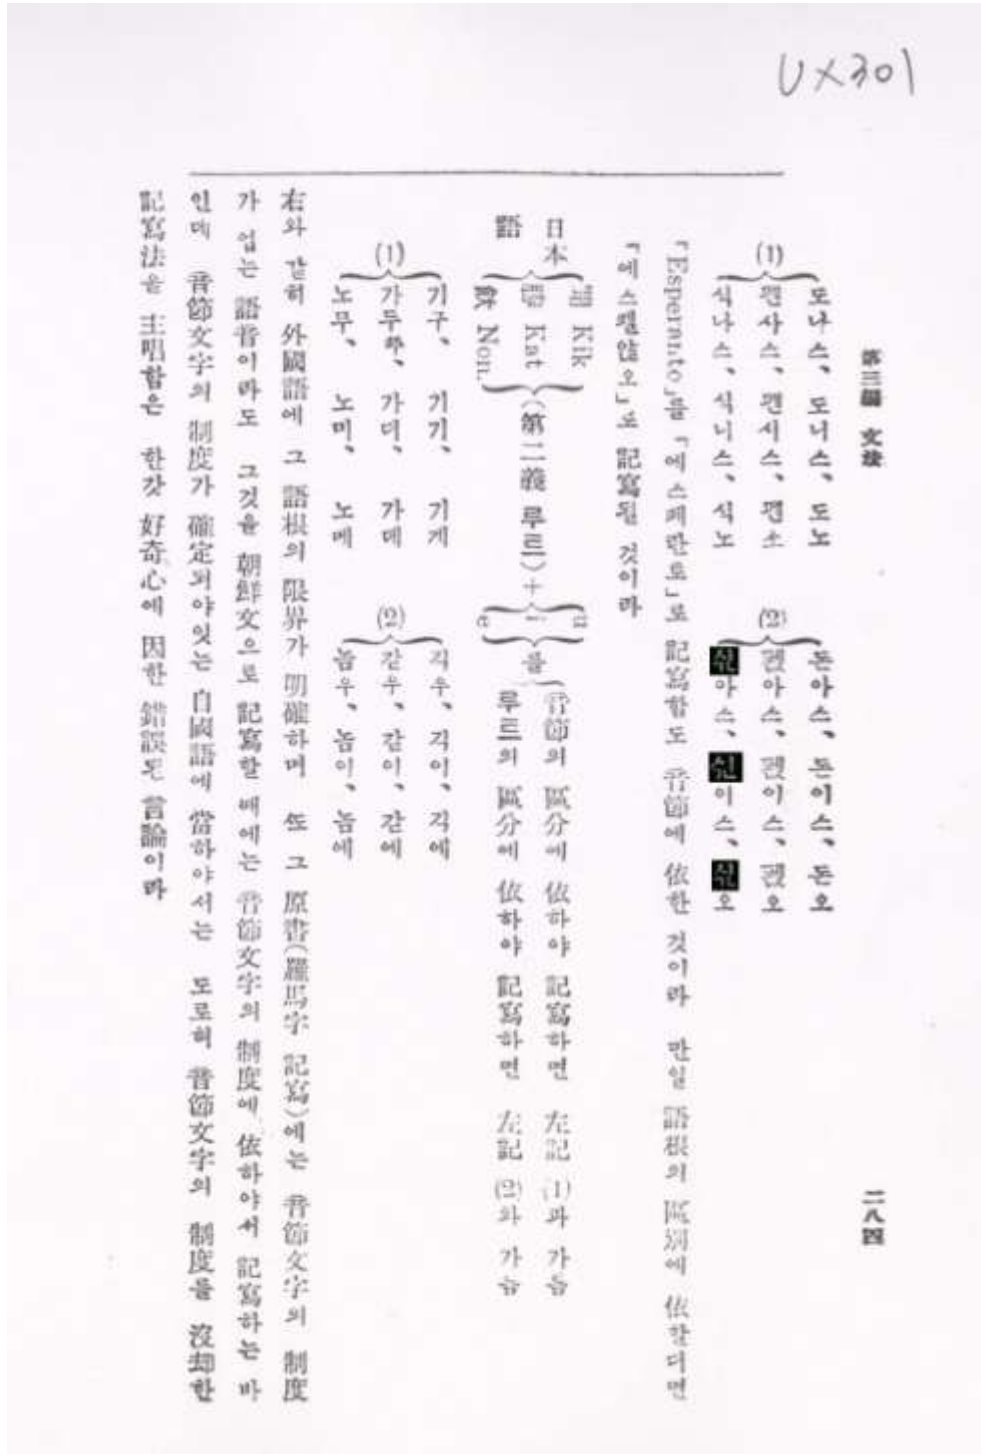 UX301
第三編 文法
二八四
(1)
도나스、도니스、도노
펜사스、펜시스、펜소
식나스、식니스、식노
(2)
돈아스、돈이스、돈오
아스、이스、오
아스、이스、오
「Esperanto」를 「에스페란토」로 記寫함도 音節에 依한 것이라 만일 語根의 區別에 依할디면
「에스오」로 記寫될 것이라
日本語
Kik
聽 Kat
飮 Non.
(第二義 루르)+
u
i
e
를
音節의 區分에 依하야 記寫하면 左記 (1)과 가틈
루르의 區分에 依하야 記寫하면 左記 (2)와 가틈
(1)
기구、 기기、 기게
가두、 가디、 가데
노무、 노미、 노메
(2)
긱우、긱이、긱에
갇우、갇이、갇에
놈우、놈이、놈에
右와 같히 外國語에 그 語根의 限界가 明確하며 또 그 原書(羅馬字 記寫)에는 音節文字의 制度
가 업는 語音이라도 그것을 朝鮮文으로 記寫할 때에는 音節文字의 制度에 依하야서 記寫하는 바
인데 音節文字의 制度가 確定되야잇는 自國語에 當하야서는 도로혀 音節文字의 制度를 沒却한
記寫法을 主唱함은 한갓 好奇心에 因한 錯誤된 言論이라